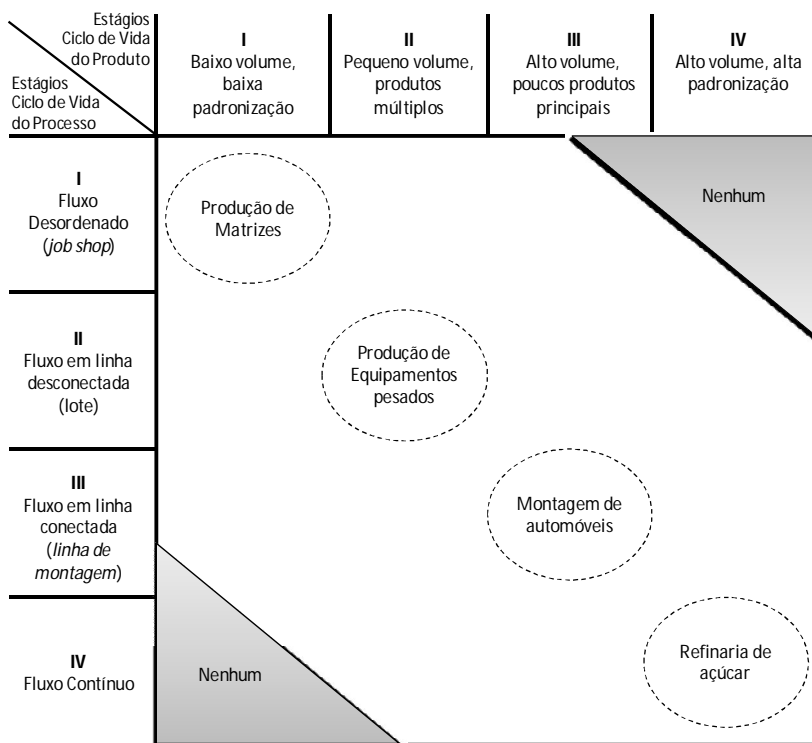 Estágios
Ciclo de Vida
do Produto
Estágios
Ciclo de Vida
do Processo
I
Baixo volume,
baixa
padronização
II
Pequeno volume,
produtos
múltiplos
III
Alto volume,
poucos produtos
principais
IV
Alto volume, alta
padronização
I
Fluxo
Desordenado
(job shop)
Produção de
Matrizes
Nenhum
II
Fluxo em linha
desconectada
(lote)
Produção de
Equipamentos
pesados
III
Fluxo em linha
conectada
(linha de
montagem)
Montagem de
automóveis
IV
Fluxo Contínuo
Nenhum
Refinaria de
açúcar